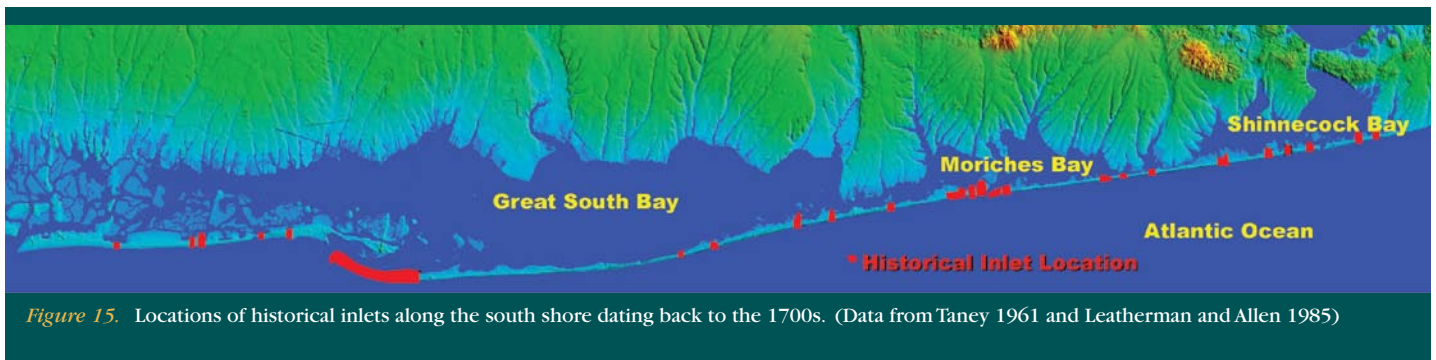 Shinnecock Bay
Moriches Bay
Great South Bay
Atlantic Ocean
Historical Inlet Location
Figure 15. Locations of historical inlets along the south shore dating back to the 1700s. (Data from Taney 1961 and Leatherman and Allen 1985)